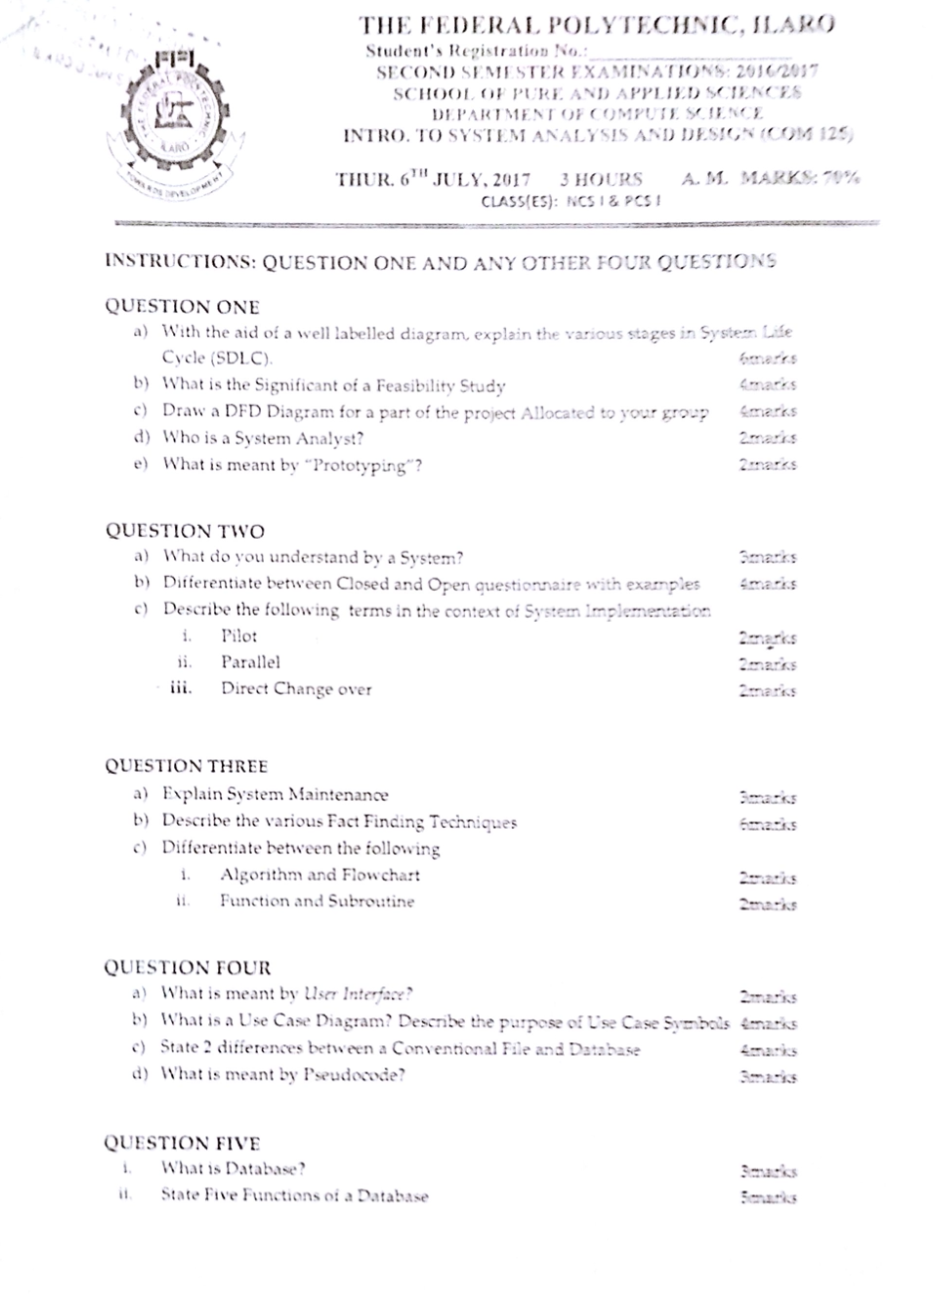 THE FEDERAL POLYTECHNIC, ILARO
Student's Registration No.:
SECOND SEMESTER EXAMINATIONS: 2016/2017
SCHOOL OF PURE AND APPLIED SCIENCES
DEPARTMENT OF COMPUTE SCIENCE
INTRO. TO SYSTEM ANALYSIS AND DESIGN (COM 125)
THE FEDERAL POLYTECHNIC
ILARO
TOWARDS DEVELOPMENT
THUR. 6TH JULY, 2017 3 HOURS A. M. MARKS: 70%
CLASS(ES): NCS I & PCS I
INSTRUCTIONS: QUESTION ONE AND ANY OTHER FOUR QUESTIONS
QUESTION ONE
a) With the aid of a well labelled diagram, explain the various stages in System Life
Cycle (SDLC). 6marks
b) What is the Significant of a Feasibility Study 4marks
c) Draw a DFD Diagram for a part of the project Allocated to your group 4marks
d) Who is a System Analyst? 2marks
e) What is meant by "Prototyping"? 2marks
QUESTION TWO
a) What do you understand by a System? 3marks
b) Differentiate between Closed and Open questionnaire with examples 4marks
c) Describe the following terms in the context of System Implementation
i. Pilot 2marks
ii. Parallel 2marks
iii. Direct Change over 2marks
QUESTION THREE
a) Explain System Maintenance 3marks
b) Describe the various Fact Finding Techniques 6marks
c) Differentiate between the following
i. Algorithm and Flowchart 2marks
ii. Function and Subroutine 2marks
QUESTION FOUR
a) What is meant by User Interface? 2marks
b) What is a Use Case Diagram? Describe the purpose of Use Case Symbols 4marks
c) State 2 differences between a Conventional File and Database 4marks
d) What is meant by Pseudocode? 3marks
QUESTION FIVE
i. What is Database? 3marks
ii. State Five Functions of a Database 5marks